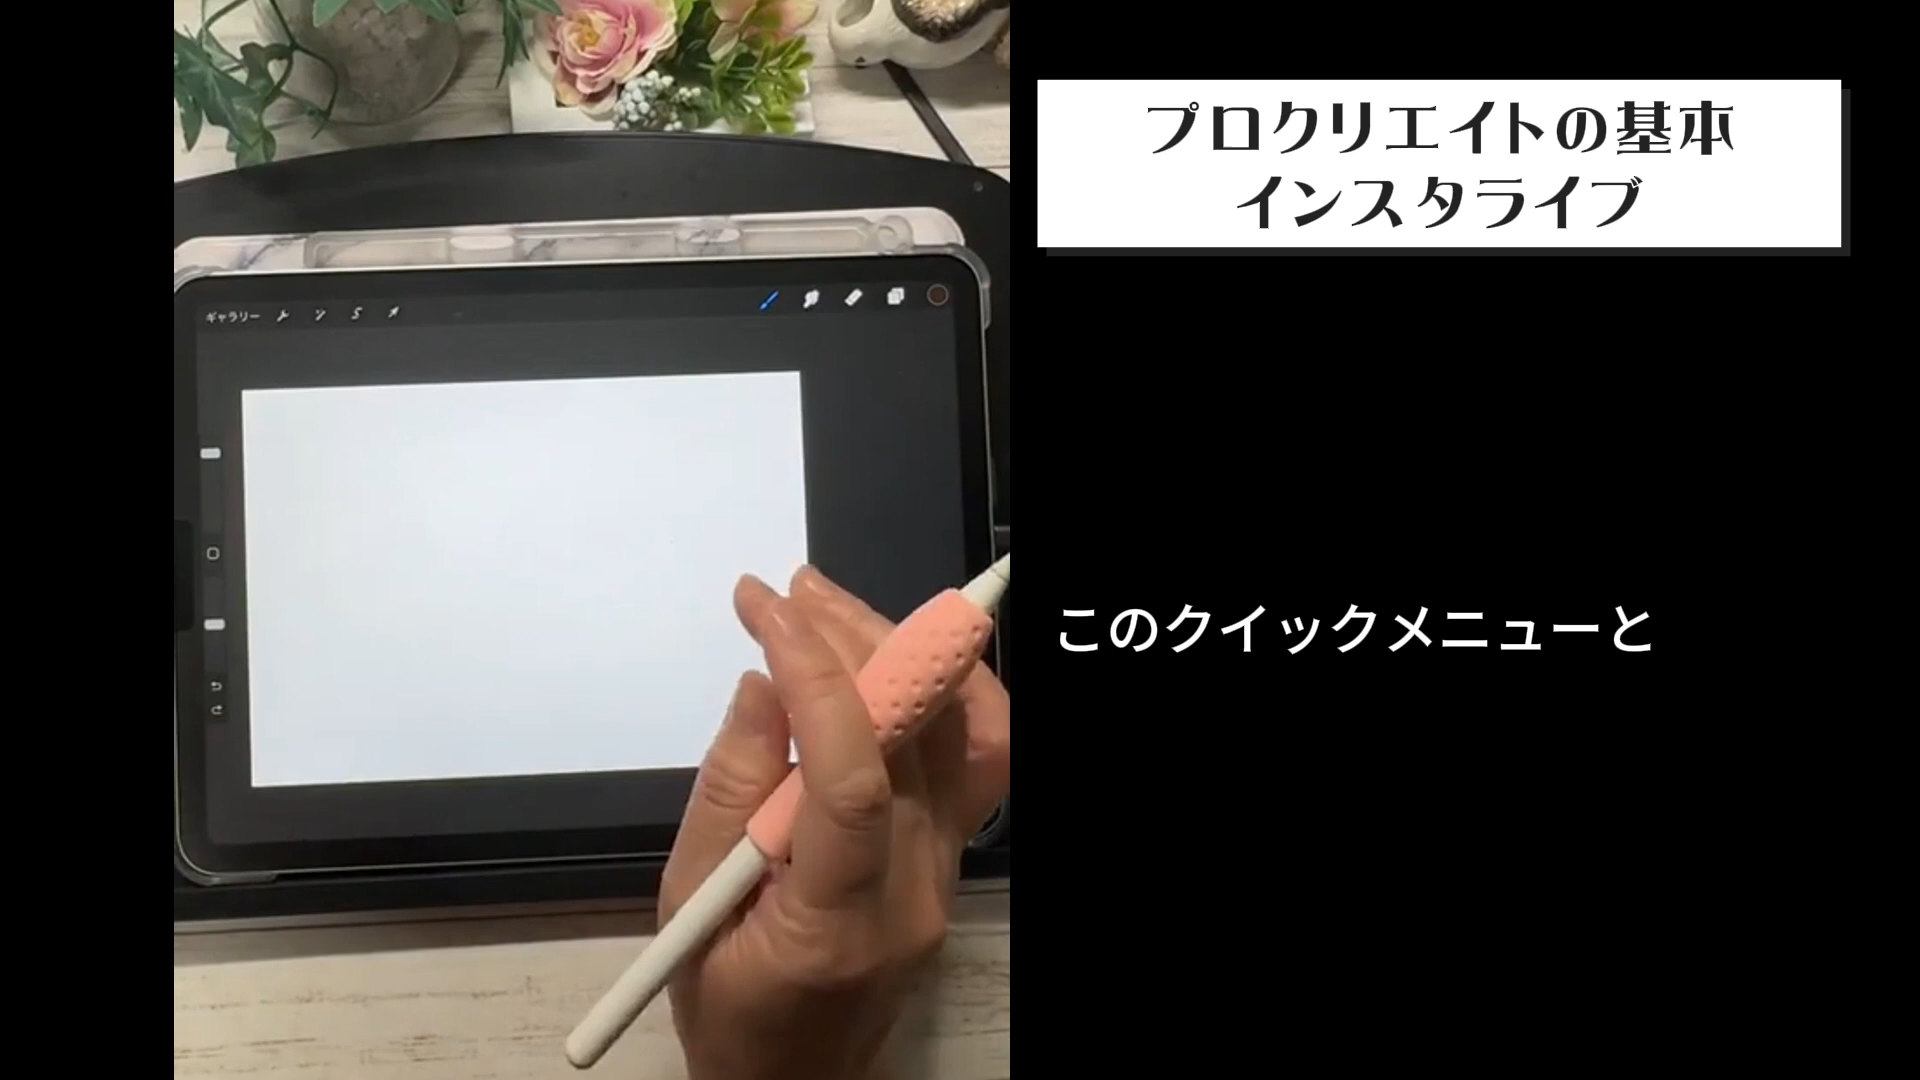 プロクリエイトの基本
インスタライブ
ギャラリー
このクイックメニューと